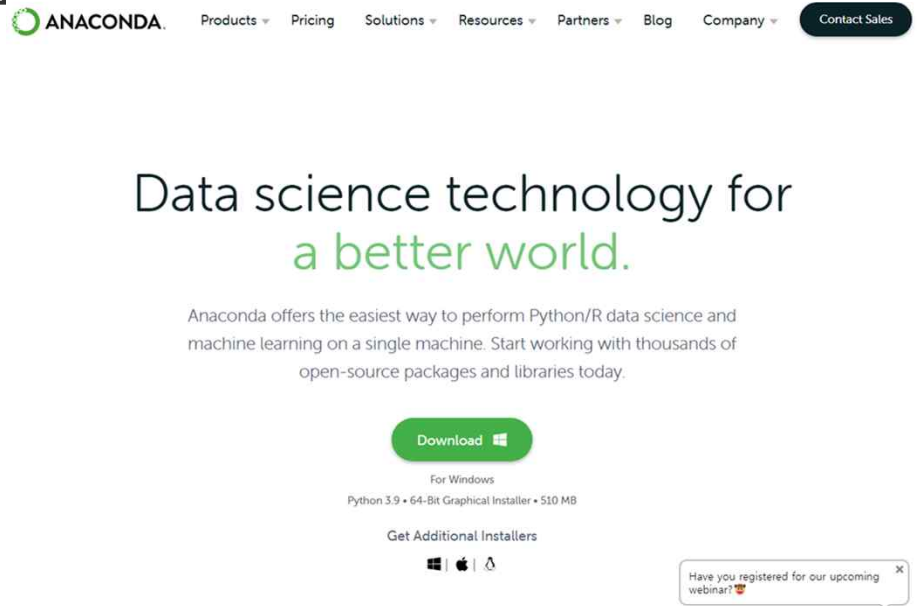 ANACONDA.
Products Pricing Solutions Resources Partners Blog Company Contact Sales
Data science technology for
a better world.
Anaconda offers the easiest way to perform Python/R data science and
machine learning on a single machine. Start working with thousands of
open-source packages and libraries today.
Download
For Windows
Python 3.9 • 64-Bit Graphical Installer • 510 MB
Get Additional Installers
Have you registered for our upcoming
webinar?